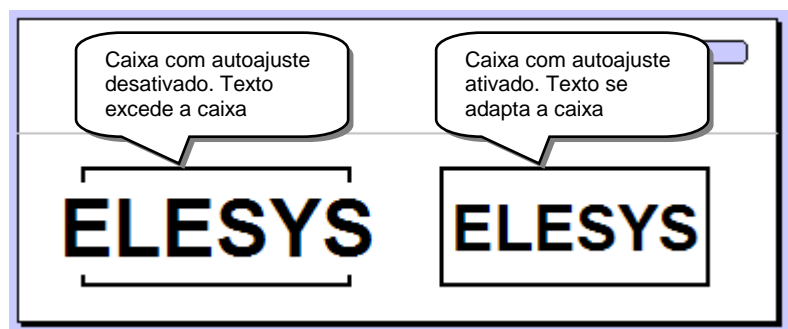 Caixa com autoajuste
desativado. Texto
excede a caixa
Caixa com autoajuste
ativado. Texto se
adapta a caixa
ELESYS
ELESYS